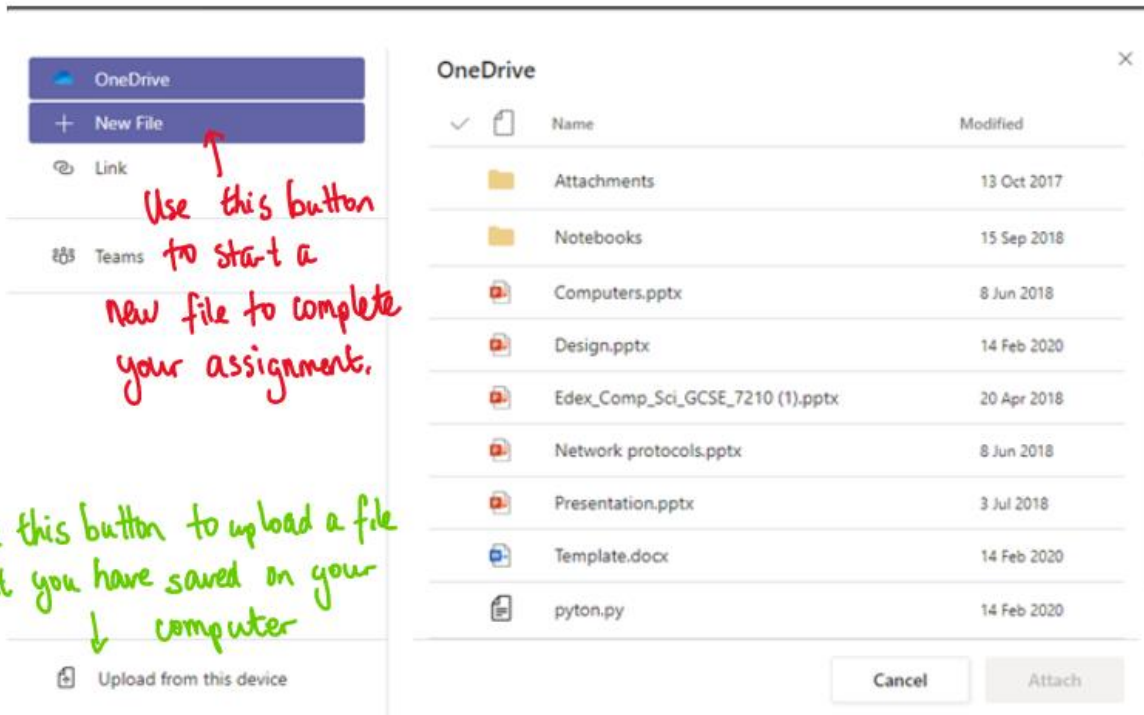 OneDrive
New File
Link
Use this button
to start a
new file to complete
your assignment.
Teams
this button to upload a file
you have saved on your
computer
Upload from this device
OneDrive
Name Modified
Attachments 13 Oct 2017
Notebooks 15 Sep 2018
Computers.pptx 8 Jun 2018
Design.pptx 14 Feb 2020
Edex_Comp_Sci_GCSE_7210 (1).pptx 20 Apr 2018
Network protocols.pptx 8 Jun 2018
Presentation.pptx 3 Jul 2018
Template.docx 14 Feb 2020
pyton.py 14 Feb 2020
Cancel Attach